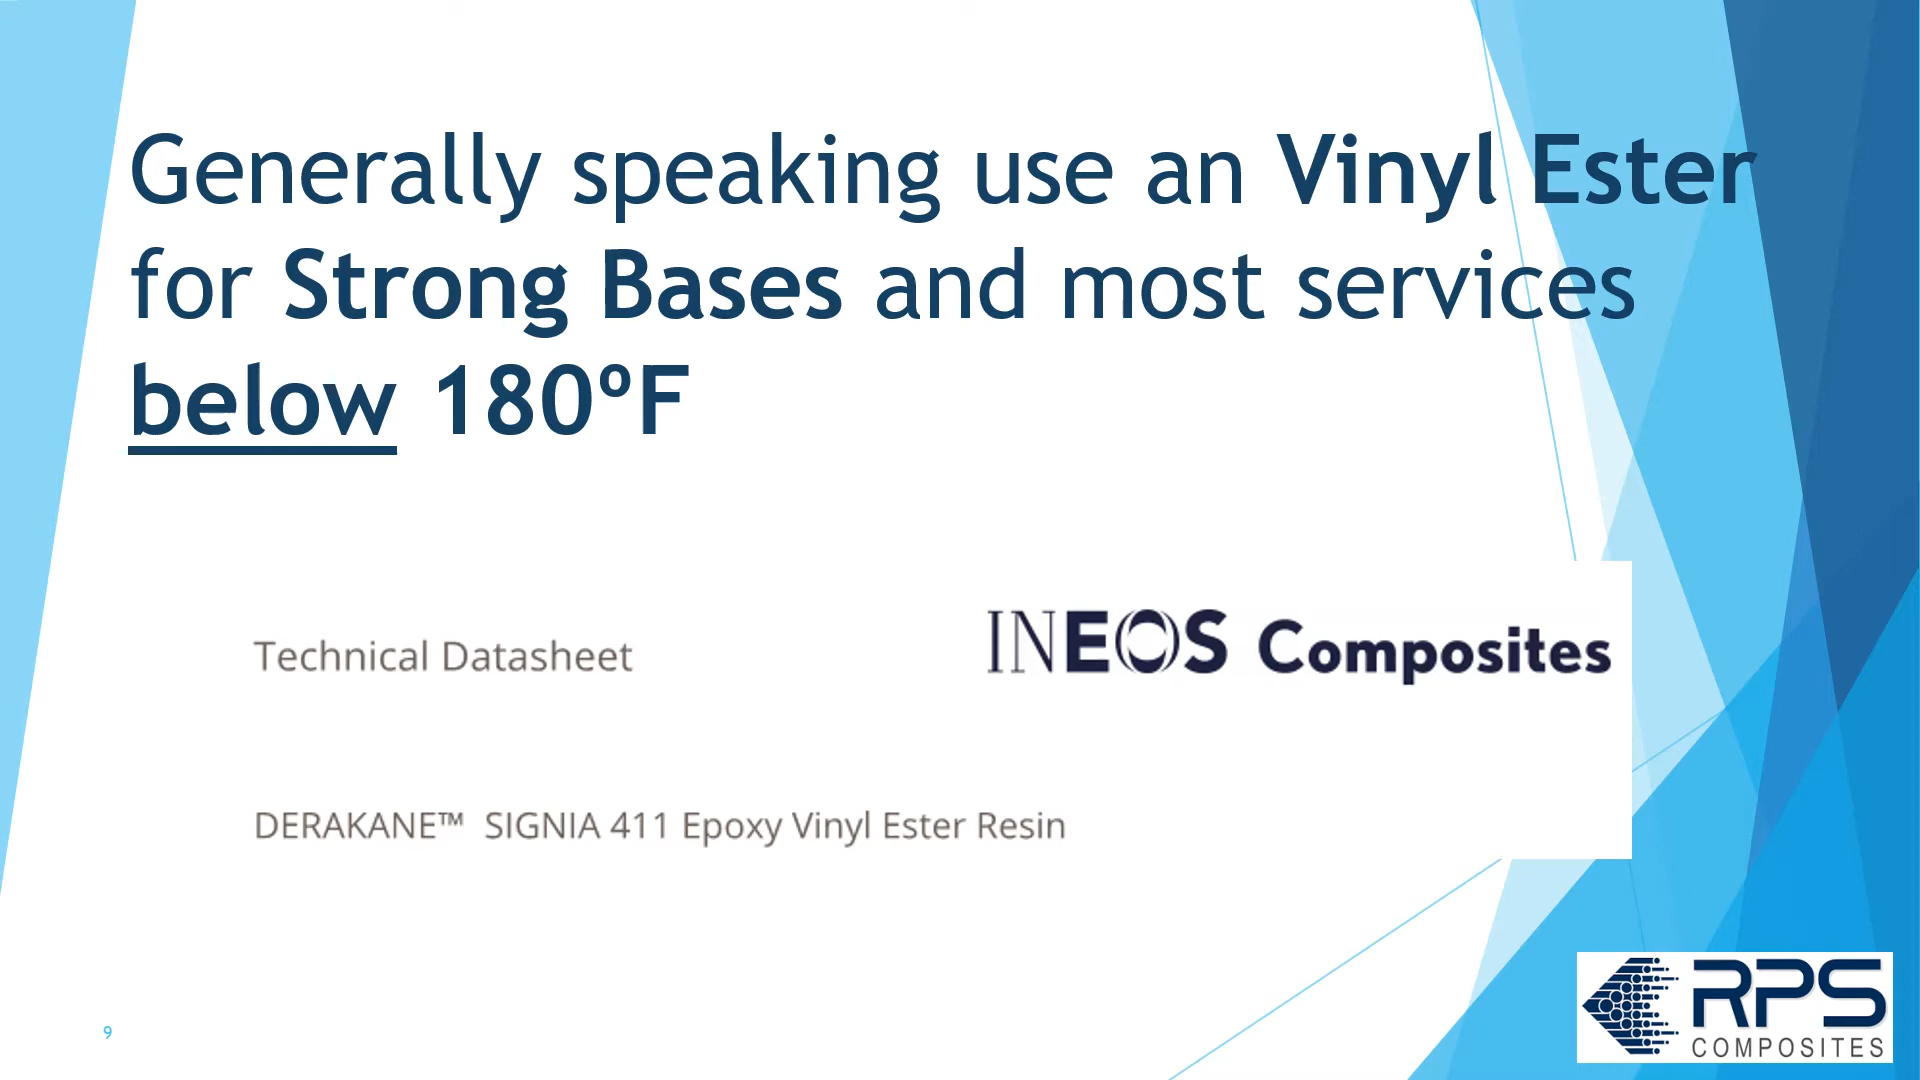 Generally speaking use an Vinyl Ester
for Strong Bases and most services
below 180ºF
Technical Datasheet
INEOS Composites
DERAKANE™ SIGNIA 411 Epoxy Vinyl Ester Resin
9
RPS
COMPOSITES